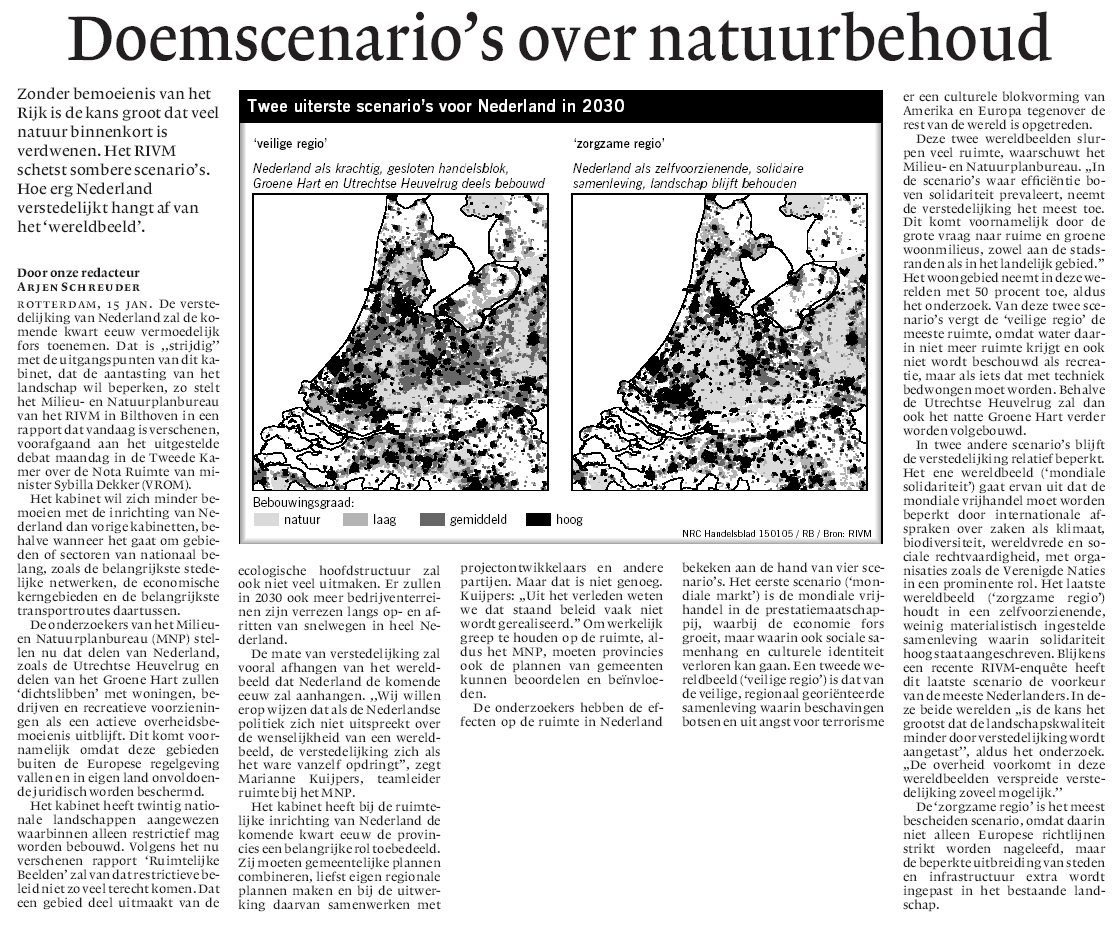 Doemscenario's over natuurbehoud
Zonder bemoeienis van het
Rijk is de kans groot dat veel
natuur binnenkort is
verdwenen. Het RIVM
schetst sombere scenario's.
Hoe erg Nederland
verstedelijkt hangt af van
het 'wereldbeeld'.
Door onze redacteur
ARJEN SCHREUDER
ROTTERDAM, 15 JAN. De verste-
delijking van Nederland zal de ko-
mende kwart eeuw vermoedelijk
fors toenemen. Dat is „strijdig”
met de uitgangspunten van dit ka-
binet, dat de aantasting van het
landschap wil beperken, zo stelt
het Milieu- en Natuurplanbureau
van het RIVM in Bilthoven in een
rapport dat vandaag is verschenen,
voorafgaand aan het uitgestelde
debat maandag in de Tweede Ka-
mer over de Nota Ruimte van mi-
nister Sybilla Dekker (VROM).
Het kabinet wil zich minder be-
moeien met de inrichting van Ne-
derland dan vorige kabinetten, be-
halve wanneer het gaat om gebie-
den of sectoren van nationaal be-
lang, zoals de belangrijkste stede-
lijke netwerken, de economische
kerngebieden en de belangrijkste
transportroutes daartussen.
De onderzoekers van het Milieu-
en Natuurplanbureau (MNP) stel-
len nu dat delen van Nederland,
zoals de Utrechtse Heuvelrug en
delen van het Groene Hart zullen
'dichtslibben' met woningen, be-
drijven en recreatieve voorzienin-
gen als een actieve overheidsbe-
moeienis uitblijft. Dit komt voor-
namelijk omdat deze gebieden
buiten de Europese regelgeving
vallen en in eigen land onvoldoen-
de juridisch worden beschermd.
Het kabinet heeft twintig natio-
nale landschappen aangewezen
waarbinnen alleen restrictief mag
worden bebouwd. Volgens het nu
verschenen rapport 'Ruimtelijke
Beelden' zal van dat restrictieve be-
leid niet zo veel terecht komen. Dat
een gebied deel uitmaakt van de
Twee uiterste scenario's voor Nederland in 2030
'veilige regio'
Nederland als krachtig, gesloten handelsblok,
Groene Hart en Utrechtse Heuvelrug deels bebouwd
'zorgzame regio'
Nederland als zelfvoorzienende, solidaire
samenleving, landschap blijft behouden
Bebouwingsgraad:
natuur laag gemiddeld hoog
NRC Handelsblad 150105 / RB / Bron: RIVM
ecologische hoofdstructuur zal
ook niet veel uitmaken. Er zullen
in 2030 ook meer bedrijventerrei-
nen zijn verrezen langs op- en af-
ritten van snelwegen in heel Ne-
derland.
De mate van verstedelijking zal
vooral afhangen van het wereld-
beeld dat Nederland de komende
eeuw zal aanhangen. „Wij willen
erop wijzen dat als de Nederlandse
politiek zich niet uitspreekt over
de wenselijkheid van een wereld-
beeld, de verstedelijking zich als
het ware vanzelf opdringt”, zegt
Marianne Kuijpers, teamleider
ruimte bij het MNP.
Het kabinet heeft bij de ruimte-
lijke inrichting van Nederland de
komende kwart eeuw de provin-
cies een belangrijke rol toebedeeld.
Zij moeten gemeentelijke plannen
combineren, liefst eigen regionale
plannen maken en bij de uitwer-
king daarvan samenwerken met
projectontwikkelaars en andere
partijen. Maar dat is niet genoeg.
Kuijpers: „Uit het verleden weten
we dat staand beleid vaak niet
wordt gerealiseerd.” Om werkelijk
greep te houden op de ruimte, al-
dus het MNP, moeten provincies
ook de plannen van gemeenten
kunnen beoordelen en beïnvloe-
den.
De onderzoekers hebben de ef-
fecten op de ruimte in Nederland
bekeken aan de hand van vier sce-
nario's. Het eerste scenario ('mon-
diale markt') is de mondiale vrij-
handel in de prestatiemaatschap-
pij, waarbij de economie fors
groeit, maar waarin ook sociale sa-
menhang en culturele identiteit
verloren kan gaan. Een tweede we-
reldbeeld ('veilige regio') is dat van
de veilige, regionaal georiënteerde
samenleving waarin beschavingen
botsen en uit angst voor terrorisme
er een culturele blokvorming van
Amerika en Europa tegenover de
rest van de wereld is opgetreden.
Deze twee wereldbeelden slur-
pen veel ruimte, waarschuwt het
Milieu- en Natuurplanbureau. „In
de scenario's waar efficiëntie bo-
ven solidariteit prevaleert, neemt
de verstedelijking het meest toe.
Dit komt voornamelijk door de
grote vraag naar ruime en groene
woonmilieus, zowel aan de stads-
randen als in het landelijk gebied.”
Het woongebied neemt in deze we-
relden met 50 procent toe, aldus
het onderzoek. Van deze twee sce-
nario's vergt de 'veilige regio' de
meeste ruimte, omdat water daar-
in niet meer ruimte krijgt en ook
niet wordt beschouwd als recrea-
tie, maar als iets dat met techniek
bedwongen moet worden. Behalve
de Utrechtse Heuvelrug zal dan
ook het natte Groene Hart verder
worden volgebouwd.
In twee andere scenario's blijft
de verstedelijking relatief beperkt.
Het ene wereldbeeld ('mondiale
solidariteit') gaat ervan uit dat de
mondiale vrijhandel moet worden
beperkt door internationale af-
spraken over zaken als klimaat,
biodiversiteit, wereldvrede en so-
ciale rechtvaardigheid, met orga-
nisaties zoals de Verenigde Naties
in een prominente rol. Het laatste
wereldbeeld ('zorgzame regio')
houdt in een zelfvoorzienende,
weinig materialistisch ingestelde
samenleving waarin solidariteit
hoog staat aangeschreven. Blijkens
een recente RIVM-enquête heeft
dit laatste scenario de voorkeur
van de meeste Nederlanders. In de-
ze beide werelden „is de kans het
grootst dat de landschapskwaliteit
minder door verstedelijking wordt
aangetast”, aldus het onderzoek.
„De overheid voorkomt in deze
wereldbeelden verspreide verste-
delijking zoveel mogelijk.”
De 'zorgzame regio' is het meest
bescheiden scenario, omdat daarin
niet alleen Europese richtlijnen
strikt worden nageleefd, maar
de beperkte uitbreiding van steden
en infrastructuur extra wordt
ingepast in het bestaande land-
schap.